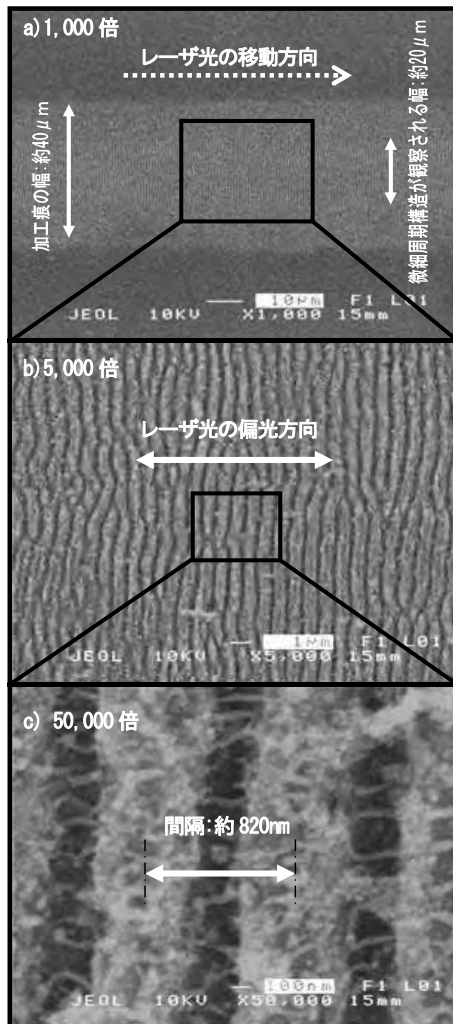 a)1,000 倍
レーザ光の移動方向
加工痕の幅:約40μm
微細周期構造が観察される幅:約20μm
10μm F1 L01
JEOL 10KV X1,000 15mm
b)5,000 倍
レーザ光の偏光方向
1μm F1 L01
JEOL 10KV X5,000 15mm
c) 50,000 倍
間隔:約 820nm
100nm F1 L01
JEOL 10KV X50,000 15mm